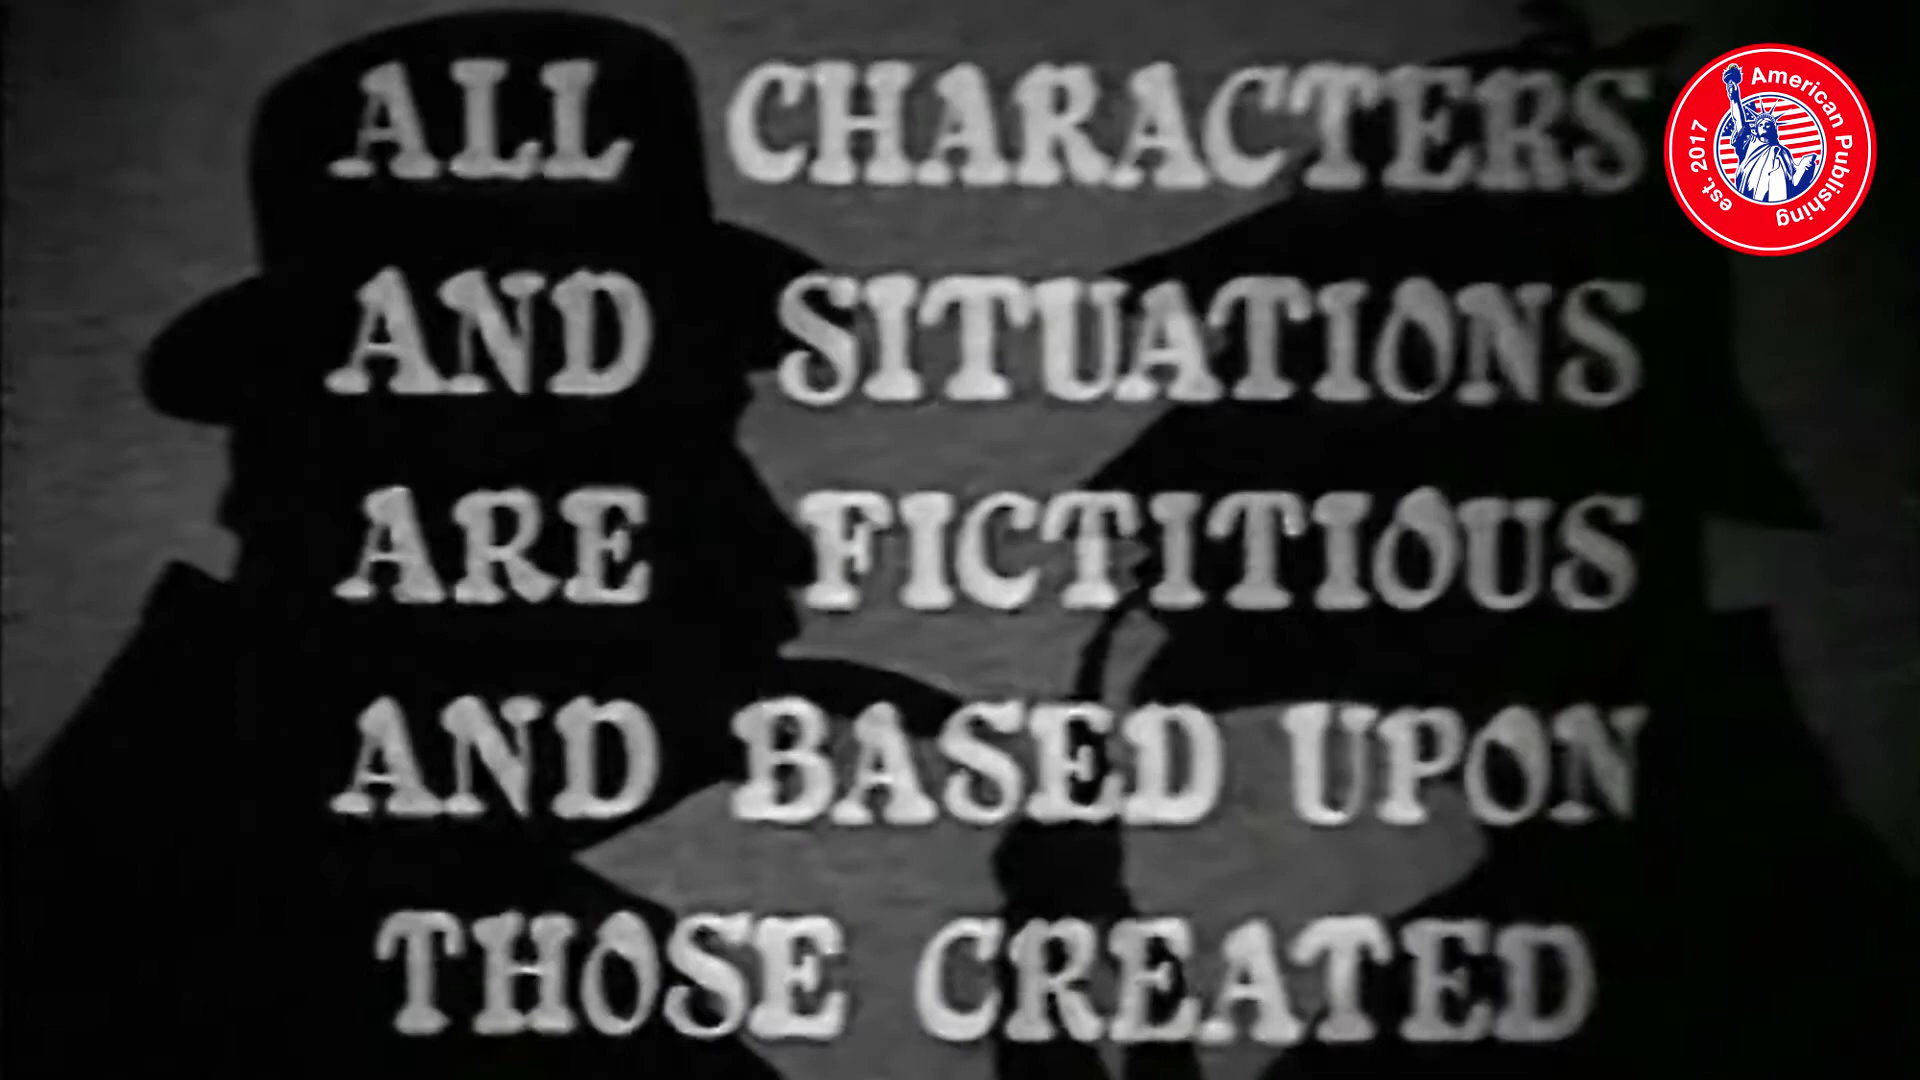 ALL CHARACTERS
AND SITUATIONS
ARE FICTITIOUS
AND BASED UPON
THOSE CREATED
American Publishing
est. 2017